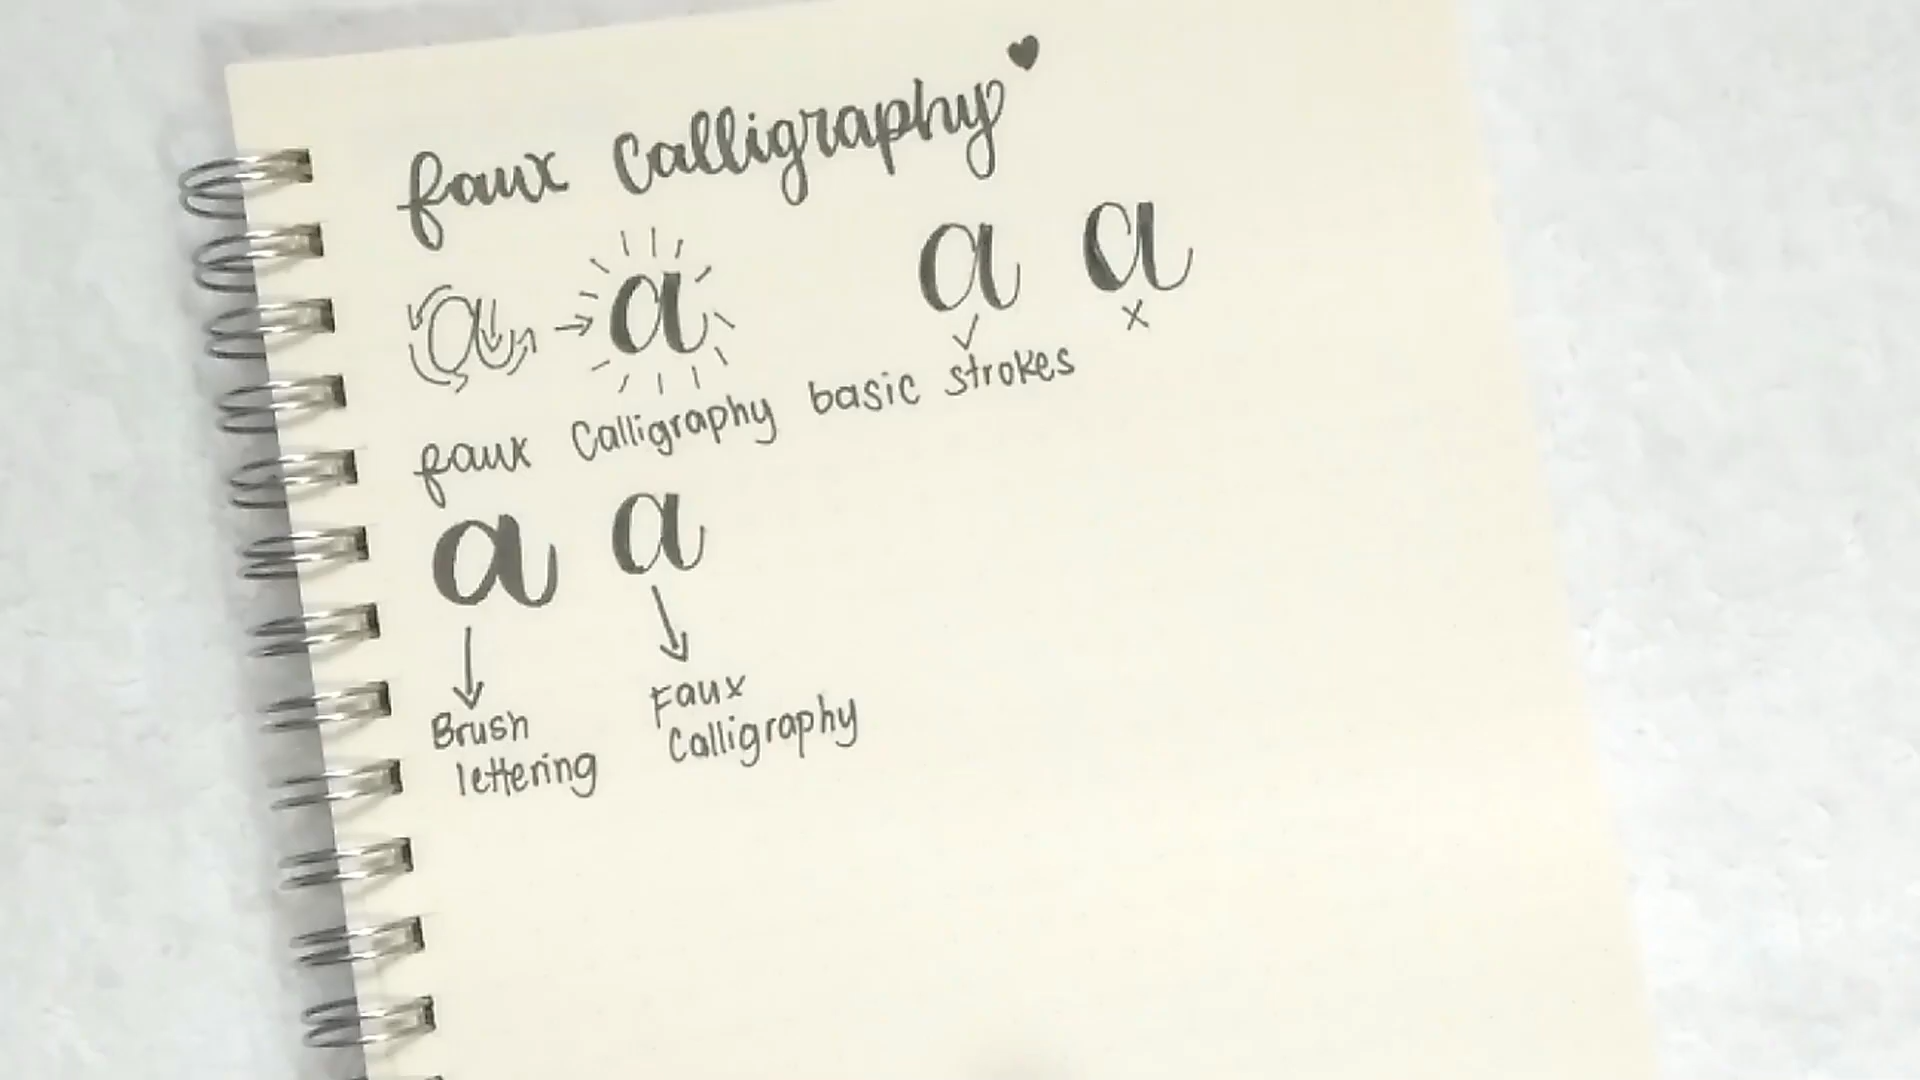 faux Calligraphy
a → a a a
faux Calligraphy basic strokes
a a
Brush
lettering
Faux
Calligraphy